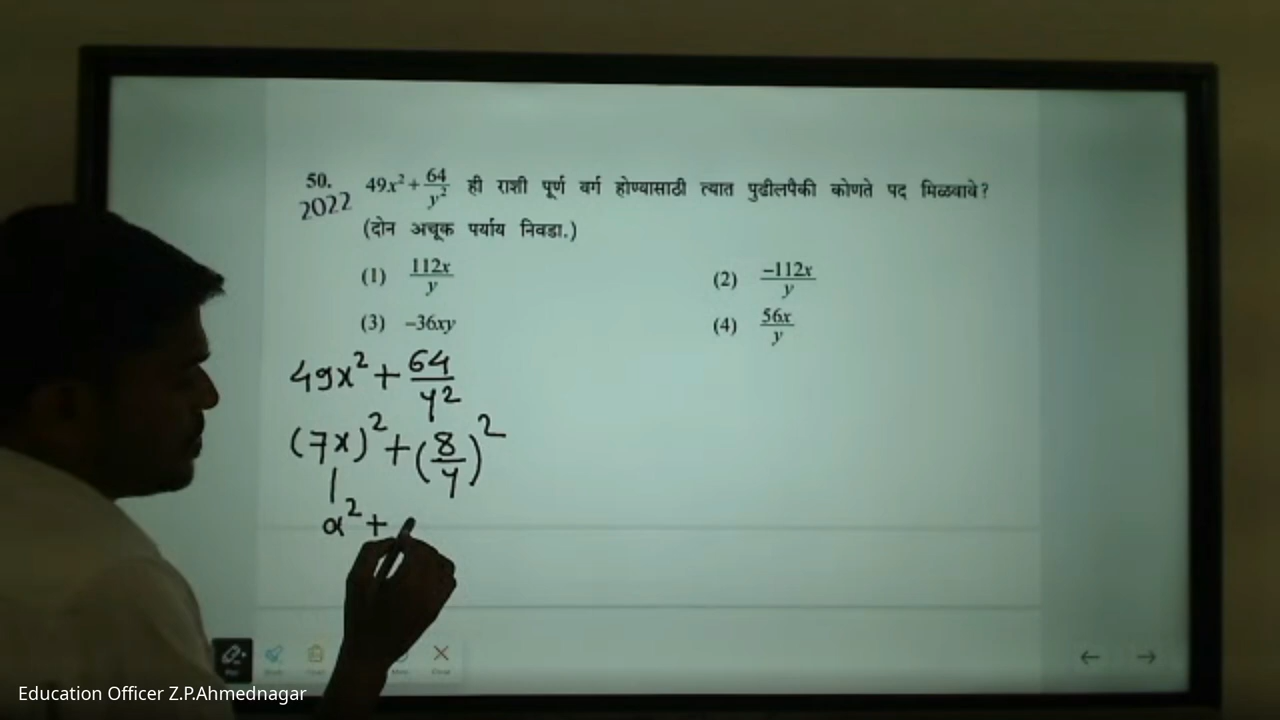 50. 49x² + 64/y² ही राशी पूर्ण वर्ग होण्यासाठी त्यात पुढीलपैकी कोणते पद मिळवावे?
2022
(दोन अचूक पर्याय निवडा.)
(1) 112x/y (2) –112x/y
(3) –36xy (4) 56x/y
49x² + 64/y²
(7x)² + (8/y)²
a² +
Education Officer Z.P.Ahmednagar